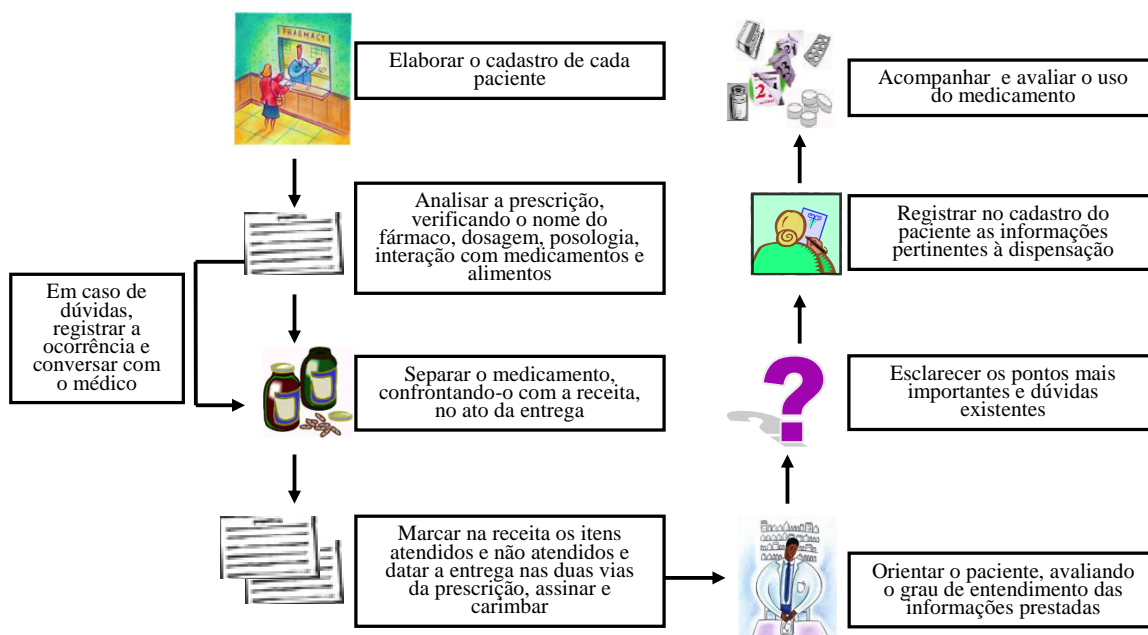 PHARMACY
Elaborar o cadastro de cada
paciente
Analisar a prescrição,
verificando o nome do
fármaco, dosagem, posologia,
interação com medicamentos e
alimentos
Em caso de
dúvidas,
registrar a
ocorrência e
conversar com
o médico
Separar o medicamento,
confrontando-o com a receita,
no ato da entrega
Marcar na receita os itens
atendidos e não atendidos e
datar a entrega nas duas vias
da prescrição, assinar e
carimbar
Orientar o paciente, avaliando
o grau de entendimento das
informações prestadas
?
Esclarecer os pontos mais
importantes e dúvidas
existentes
Registrar no cadastro do
paciente as informações
pertinentes à dispensação
2
Acompanhar e avaliar o uso
do medicamento